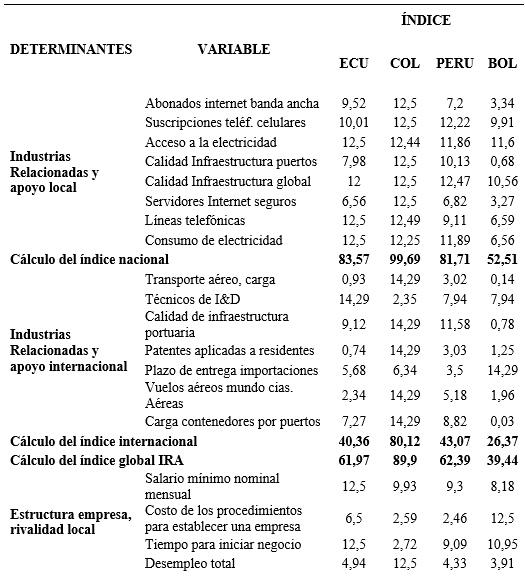 ÍNDICE
DETERMINANTES VARIABLE
ECU COL PERU BOL
Abonados internet banda ancha 9,52 12,5 7,2 3,34
Suscripciones teléf. celulares 10,01 12,5 12,22 9,91
Acceso a la electricidad 12,5 12,44 11,86 11,6
Industrias Calidad Infraestructura puertos 7,98 12,5 10,13 0,68
Relacionadas y
apoyo local Calidad Infraestructura global 12 12,5 12,47 10,56
Servidores Internet seguros 6,56 12,5 6,82 3,27
Líneas telefónicas 12,5 12,49 9,11 6,59
Consumo de electricidad 12,5 12,25 11,89 6,56
Cálculo del índice nacional 83,57 99,69 81,71 52,51
Transporte aéreo, carga 0,93 14,29 3,02 0,14
Técnicos de I&D 14,29 2,35 7,94 7,94
Calidad de infraestructura
Industrias portuaria 9,12 14,29 11,58 0,78
Relacionadas y Patentes aplicadas a residentes 0,74 14,29 3,03 1,25
apoyo internacional Plazo de entrega importaciones 5,68 6,34 3,5 14,29
Vuelos aéreos mundo cias.
Aéreas 2,34 14,29 5,18 1,96
Carga contenedores por puertos 7,27 14,29 8,82 0,03
Cálculo del índice internacional 40,36 80,12 43,07 26,37
Cálculo del índice global IRA 61,97 89,9 62,39 39,44
Salario mínimo nominal
mensual 12,5 9,93 9,3 8,18
Estructura empresa, Costo de los procedimientos
rivalidad local para establecer una empresa 6,5 2,59 2,46 12,5
Tiempo para iniciar negocio 12,5 2,72 9,09 10,95
Desempleo total 4,94 12,5 4,33 3,91